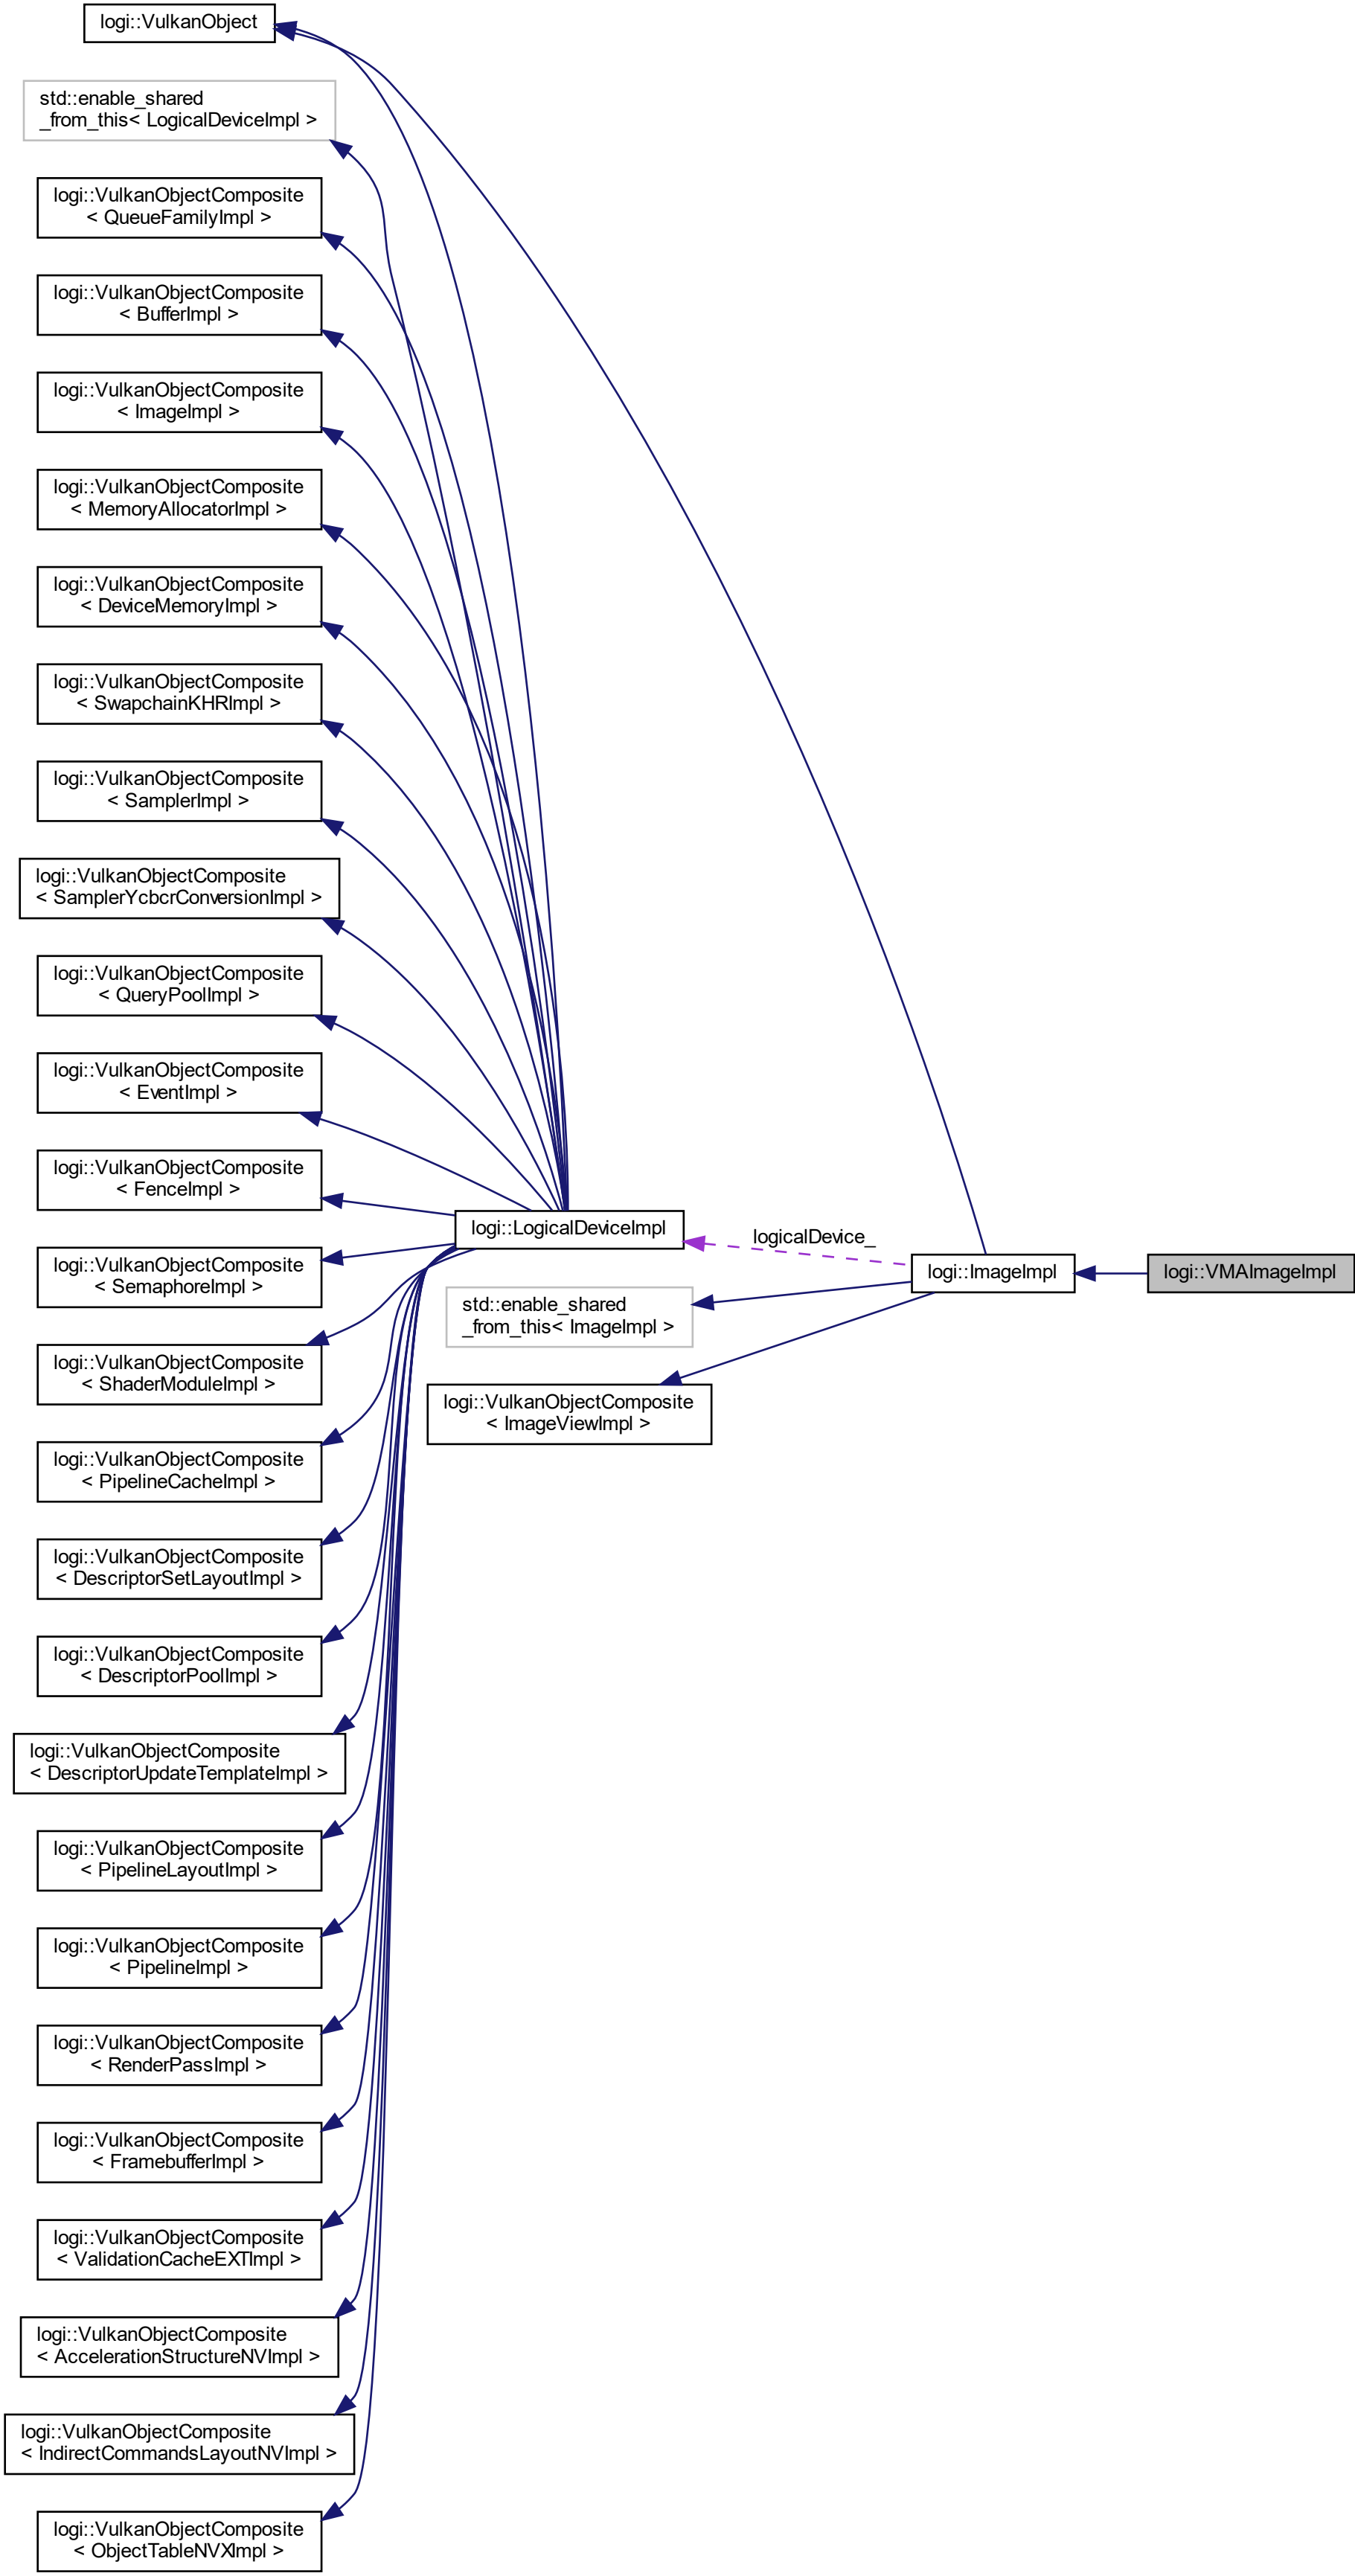 logi::VulkanObject
std::enable_shared
_from_this< LogicalDeviceImpl >
logi::VulkanObjectComposite
< QueueFamilyImpl >
logi::VulkanObjectComposite
< BufferImpl >
logi::VulkanObjectComposite
< ImageImpl >
logi::VulkanObjectComposite
< MemoryAllocatorImpl >
logi::VulkanObjectComposite
< DeviceMemoryImpl >
logi::VulkanObjectComposite
< SwapchainKHRImpl >
logi::VulkanObjectComposite
< SamplerImpl >
logi::VulkanObjectComposite
< SamplerYcbcrConversionImpl >
logi::VulkanObjectComposite
< QueryPoolImpl >
logi::VulkanObjectComposite
< EventImpl >
logi::VulkanObjectComposite
< FenceImpl >
logi::VulkanObjectComposite
< SemaphoreImpl >
logi::VulkanObjectComposite
< ShaderModuleImpl >
logi::VulkanObjectComposite
< PipelineCacheImpl >
logi::VulkanObjectComposite
< DescriptorSetLayoutImpl >
logi::VulkanObjectComposite
< DescriptorPoolImpl >
logi::VulkanObjectComposite
< DescriptorUpdateTemplateImpl >
logi::VulkanObjectComposite
< PipelineLayoutImpl >
logi::VulkanObjectComposite
< PipelineImpl >
logi::VulkanObjectComposite
< RenderPassImpl >
logi::VulkanObjectComposite
< FramebufferImpl >
logi::VulkanObjectComposite
< ValidationCacheEXTImpl >
logi::VulkanObjectComposite
< AccelerationStructureNVImpl >
logi::VulkanObjectComposite
< IndirectCommandsLayoutNVImpl >
logi::VulkanObjectComposite
< ObjectTableNVXImpl >
logi::LogicalDeviceImpl
std::enable_shared
_from_this< ImageImpl >
logi::VulkanObjectComposite
< ImageViewImpl >
logicalDevice_
logi::ImageImpl
logi::VMAImageImpl